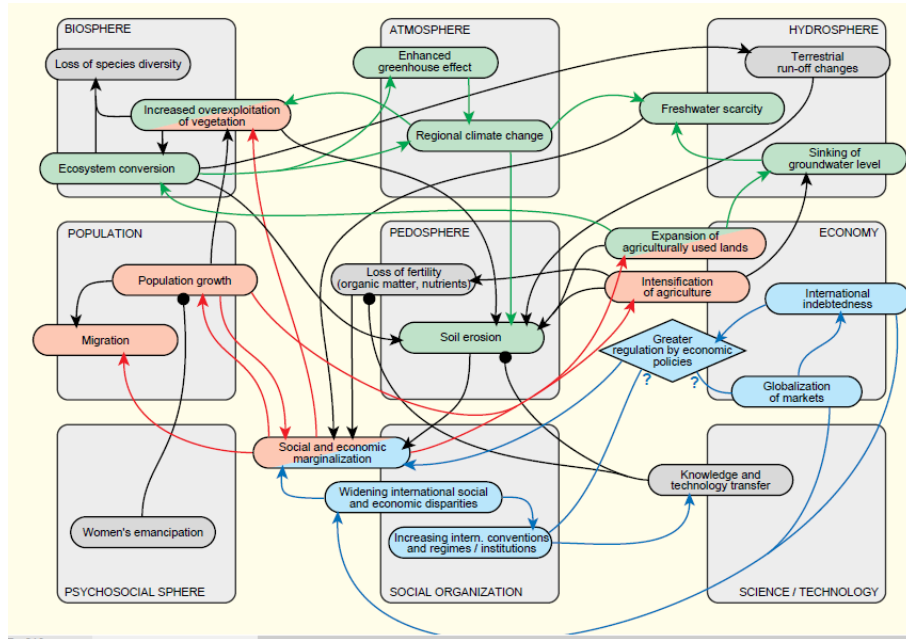 BIOSPHERE
Loss of species diversity
Increased overexploitation
of vegetation
Ecosystem conversion
ATMOSPHERE
Enhanced
greenhouse effect
Regional climate change
HYDROSPHERE
Terrestrial
run-off changes
Freshwater scarcity
Sinking of
groundwater level
POPULATION
Population growth
Migration
PEDOSPHERE
Loss of fertility
(organic matter, nutrients)
Soil erosion
ECONOMY
Expansion of
agriculturally used lands
Intensification
of agriculture
International
indebtedness
Greater
regulation by economic
policies
?
?
Globalization
of markets
Social and economic
marginalization
Widening international social
and economic disparities
Increasing intern. conventions
and regimes / institutions
Knowledge and
technology transfer
Women's emancipation
PSYCHOSOCIAL SPHERE
SOCIAL ORGANIZATION
SCIENCE / TECHNOLOGY